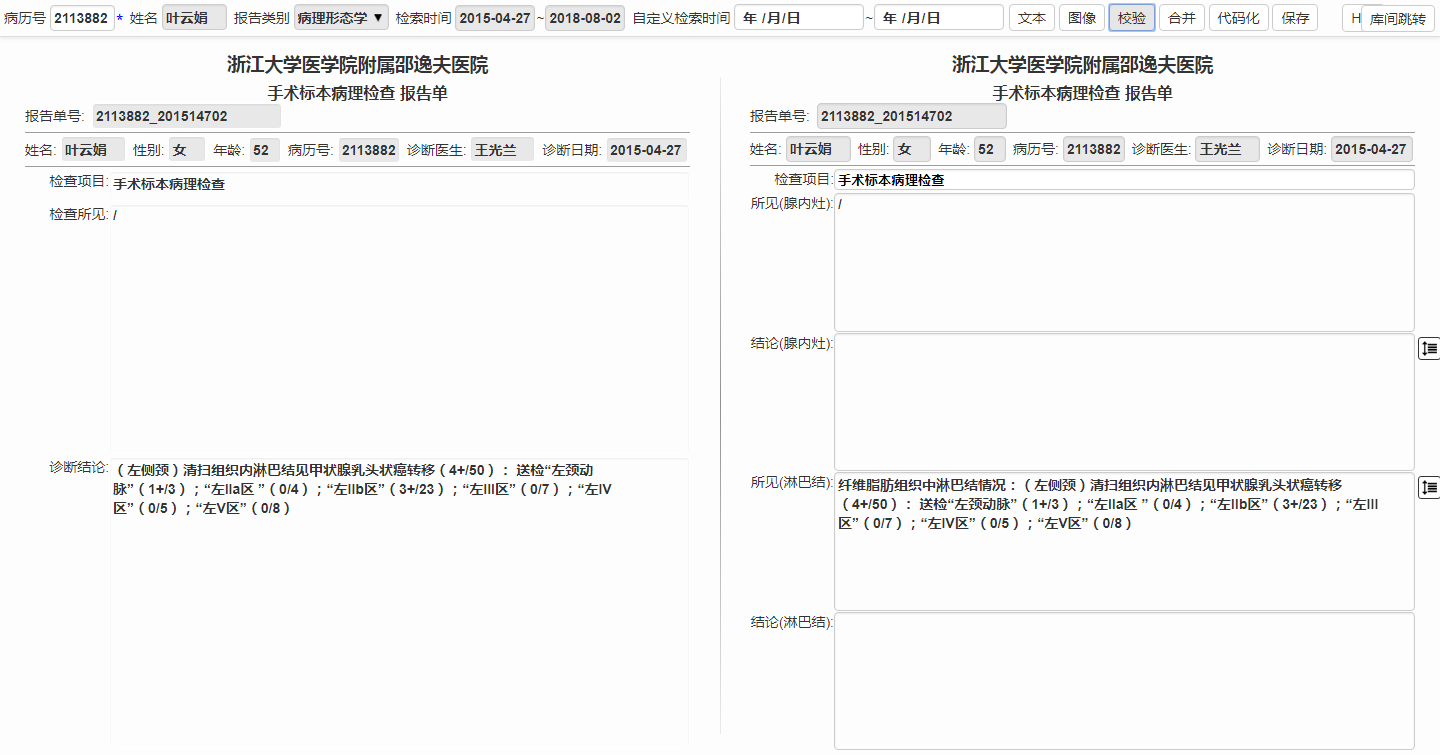 病历号 2113882 * 姓名 叶云娟 报告类别 病理形态学 ▼ 检索时间 2015-04-27 ~ 2018-08-02 自定义检索时间 年 /月/日 ~ 年 /月/日 文本 图像 校验 合并 代码化 保存 H 库间跳转
浙江大学医学院附属邵逸夫医院
手术标本病理检查 报告单
报告单号: 2113882_201514702
姓名: 叶云娟 性别: 女 年龄: 52 病历号: 2113882 诊断医生: 王光兰 诊断日期: 2015-04-27
检查项目: 手术标本病理检查
检查所见: /
诊断结论: （左侧颈）清扫组织内淋巴结见甲状腺乳头状癌转移（4+/50）： 送检“左颈动
脉”（1+/3）；“左IIa区 ”（0/4）；“左IIb区”（3+/23）；“左III区”（0/7）；“左IV
区”（0/5）；“左V区”（0/8）
浙江大学医学院附属邵逸夫医院
手术标本病理检查 报告单
报告单号: 2113882_201514702
姓名: 叶云娟 性别: 女 年龄: 52 病历号: 2113882 诊断医生: 王光兰 诊断日期: 2015-04-27
检查项目: 手术标本病理检查
所见(腺内灶): /
结论(腺内灶):
所见(淋巴结): 纤维脂肪组织中淋巴结情况：（左侧颈）清扫组织内淋巴结见甲状腺乳头状癌转移
（4+/50）： 送检“左颈动脉”（1+/3）；“左IIa区 ”（0/4）；“左IIb区”（3+/23）；“左III
区”（0/7）；“左IV区”（0/5）；“左V区”（0/8）
结论(淋巴结):